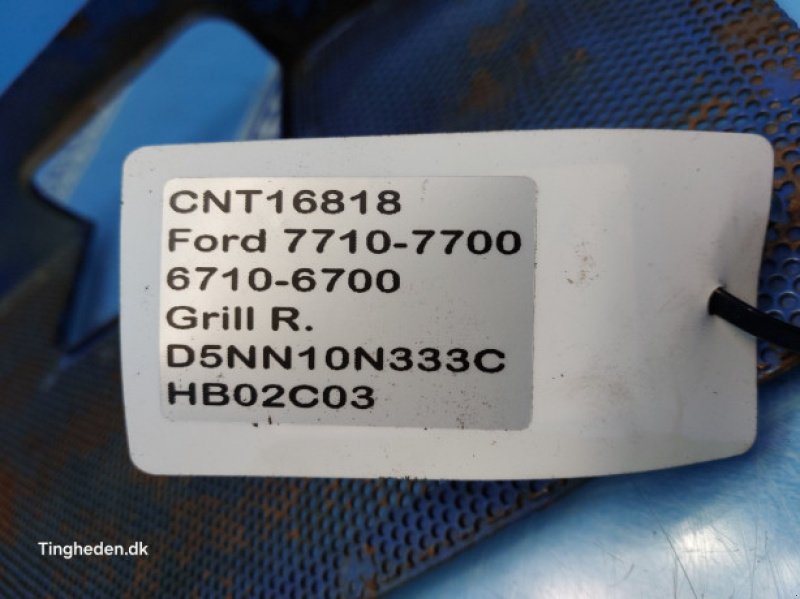 CNT16818
Ford 7710-7700
6710-6700
Grill R.
D5NN10N333C
HB02C03
Tingheden.dk